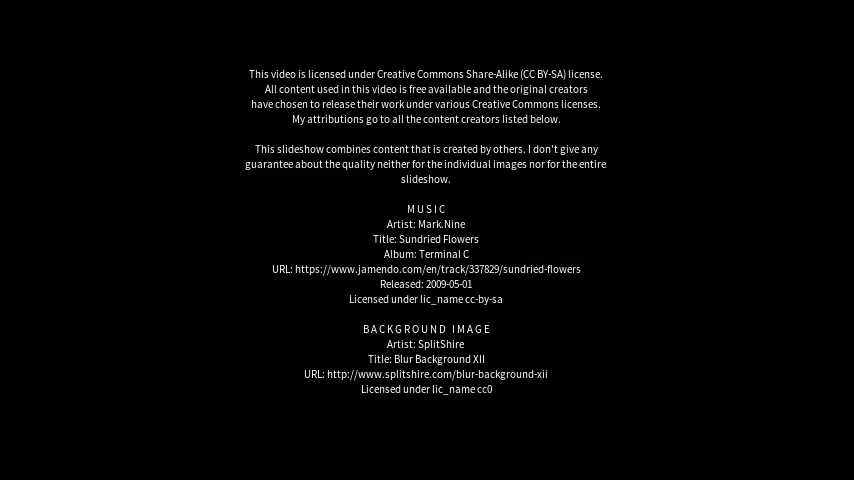 This video is licensed under Creative Commons Share-Alike (CC BY-SA) license.
All content used in this video is free available and the original creators
have chosen to release their work under various Creative Commons licenses.
My attributions go to all the content creators listed below.
This slideshow combines content that is created by others. I don't give any
guarantee about the quality neither for the individual images nor for the entire
slideshow.
MUSIC
Artist: Mark.Nine
Title: Sundried Flowers
Album: Terminal C
URL: https://www.jamendo.com/en/track/337829/sundried-flowers
Released: 2009-05-01
Licensed under lic_name cc-by-sa
BACKGROUND IMAGE
Artist: SplitShire
Title: Blur Background XII
URL: http://www.splitshire.com/blur-background-xii
Licensed under lic_name cc0